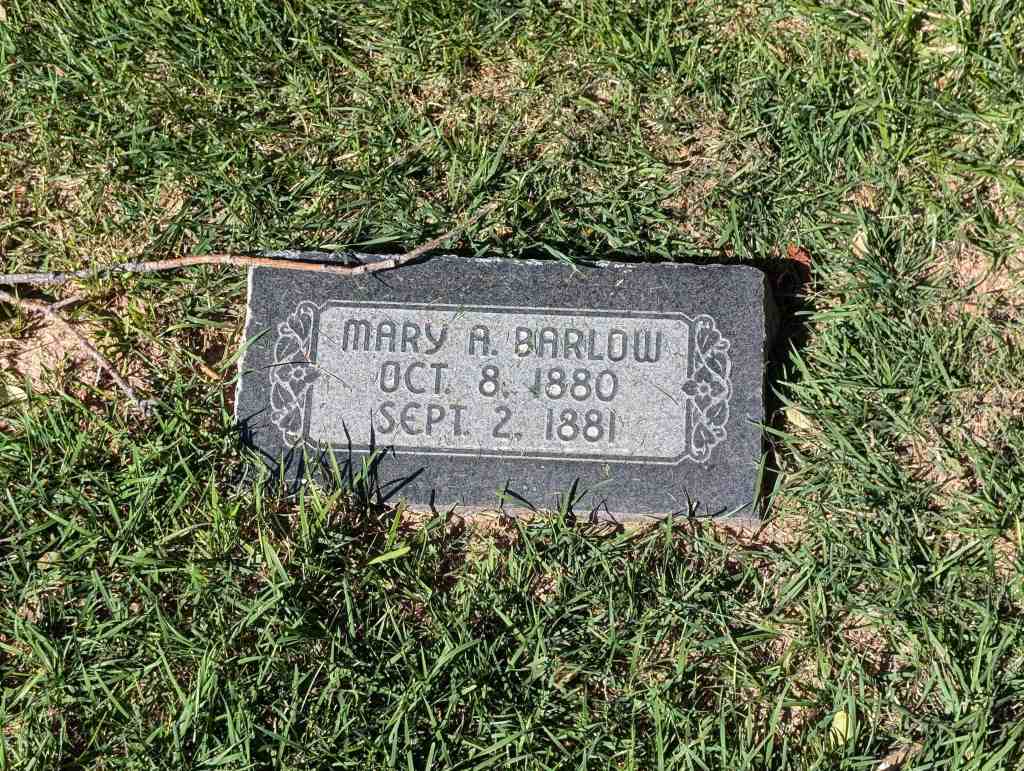 MARY A. BARLOW
OCT. 8, 1880
SEPT. 2, 1881